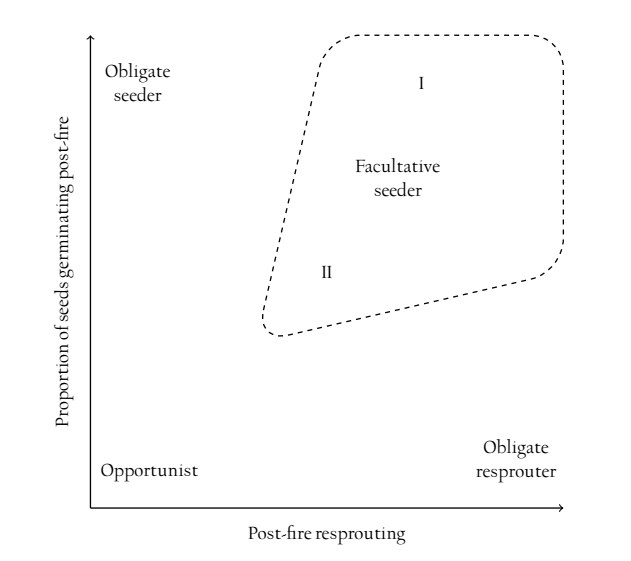 Obligate
seeder
I
Facultative
seeder
II
Proportion of seeds germinating post-fire
Obligate
resprouter
Opportunist
Post-fire resprouting